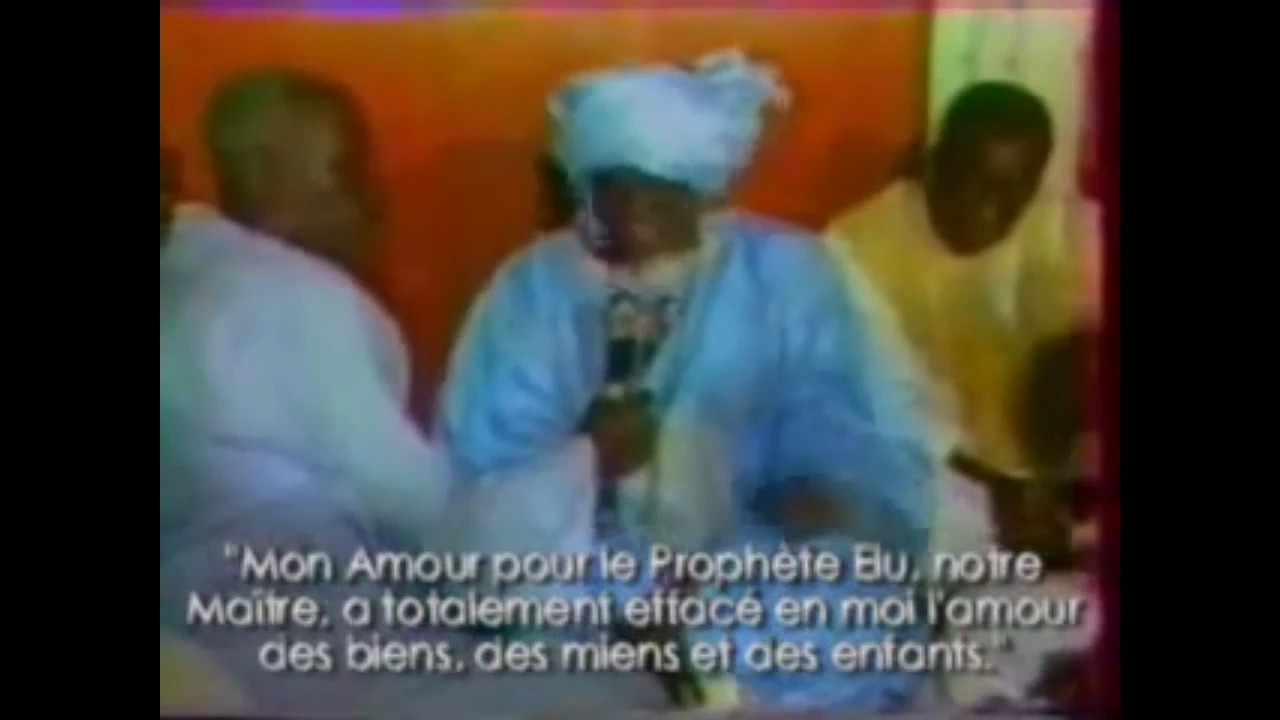 "Mon Amour pour le Prophète Elu, notre
Maître, a totalement effacé en moi l'amour
des biens, des miens et des enfants."